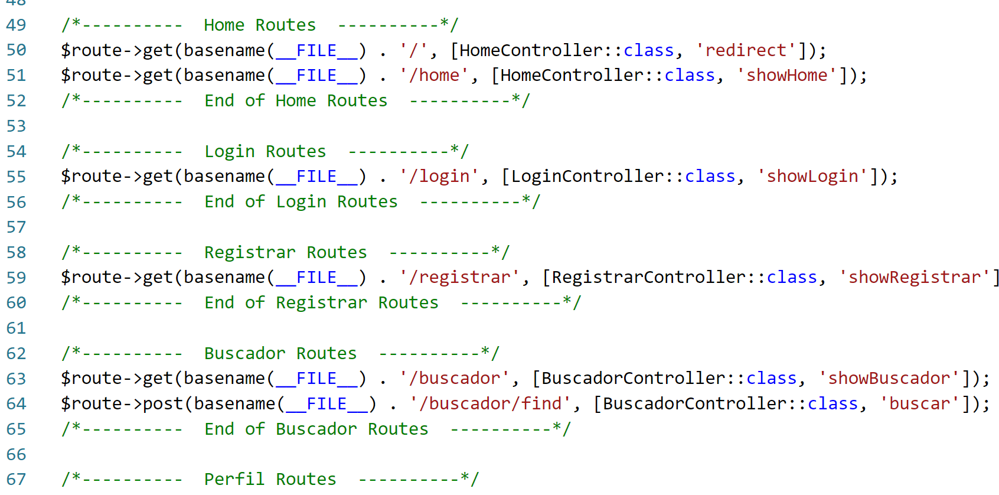 48
49 /*---------- Home Routes ----------*/
50 $route->get(basename(__FILE__) . '/', [HomeController::class, 'redirect']);
51 $route->get(basename(__FILE__) . '/home', [HomeController::class, 'showHome']);
52 /*---------- End of Home Routes ----------*/
53
54 /*---------- Login Routes ----------*/
55 $route->get(basename(__FILE__) . '/login', [LoginController::class, 'showLogin']);
56 /*---------- End of Login Routes ----------*/
57
58 /*---------- Registrar Routes ----------*/
59 $route->get(basename(__FILE__) . '/registrar', [RegistrarController::class, 'showRegistrar']
60 /*---------- End of Registrar Routes ----------*/
61
62 /*---------- Buscador Routes ----------*/
63 $route->get(basename(__FILE__) . '/buscador', [BuscadorController::class, 'showBuscador']);
64 $route->post(basename(__FILE__) . '/buscador/find', [BuscadorController::class, 'buscar']);
65 /*---------- End of Buscador Routes ----------*/
66
67 /*---------- Perfil Routes ----------*/